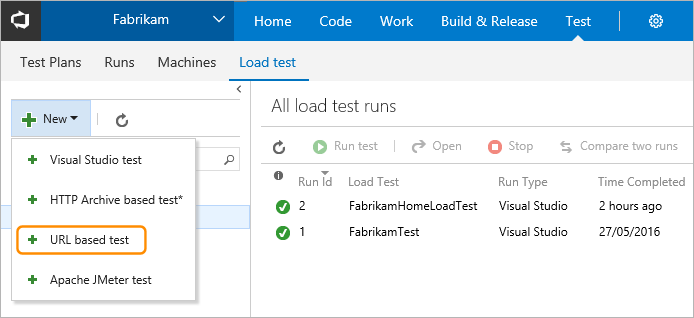 Fabrikam Home Code Work Build & Release Test
Test Plans Runs Machines Load test
New
Visual Studio test
HTTP Archive based test*
URL based test
Apache JMeter test
All load test runs
Run test Open Stop Compare two runs
Run Id Load Test Run Type Time Completed
2 FabrikamHomeLoadTest Visual Studio 2 hours ago
1 FabrikamTest Visual Studio 27/05/2016